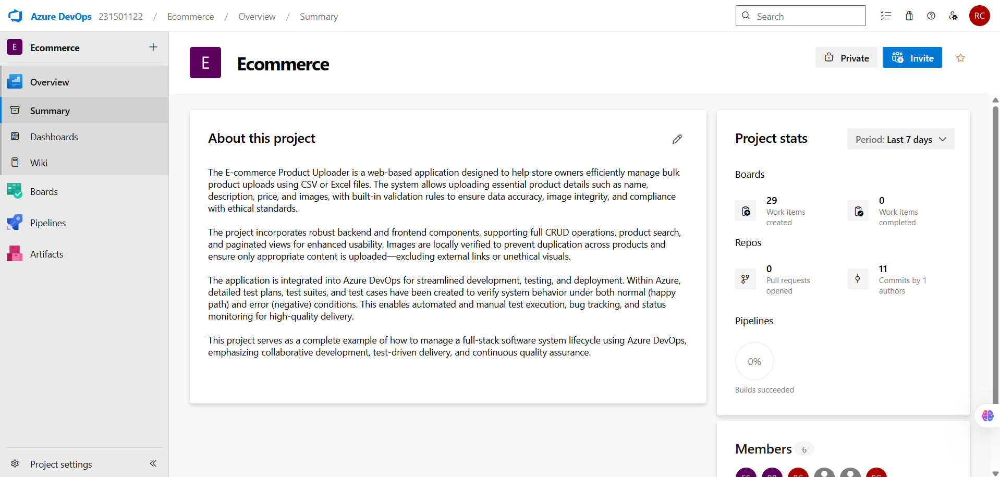 Azure DevOps 231501122 / Ecommerce / Overview / Summary
Search
RC
E Ecommerce
Overview
Summary
Dashboards
Wiki
Boards
Pipelines
Artifacts
Project settings
E Ecommerce
Private
Invite
About this project
The E-commerce Product Uploader is a web-based application designed to help store owners efficiently manage bulk
product uploads using CSV or Excel files. The system allows uploading essential product details such as name,
description, price, and images, with built-in validation rules to ensure data accuracy, image integrity, and compliance
with ethical standards.
The project incorporates robust backend and frontend components, supporting full CRUD operations, product search,
and paginated views for enhanced usability. Images are locally verified to prevent duplication across products and
ensure only appropriate content is uploaded—excluding external links or unethical visuals.
The application is integrated into Azure DevOps for streamlined development, testing, and deployment. Within Azure,
detailed test plans, test suites, and test cases have been created to verify system behavior under both normal (happy
path) and error (negative) conditions. This enables automated and manual test execution, bug tracking, and status
monitoring for high-quality delivery.
This project serves as a complete example of how to manage a full-stack software system lifecycle using Azure DevOps,
emphasizing collaborative development, test-driven delivery, and continuous quality assurance.
Project stats
Period: Last 7 days
Boards
29
Work items
created
0
Work items
completed
Repos
0
Pull requests
opened
11
Commits by 1
authors
Pipelines
0%
Builds succeeded
Members 6